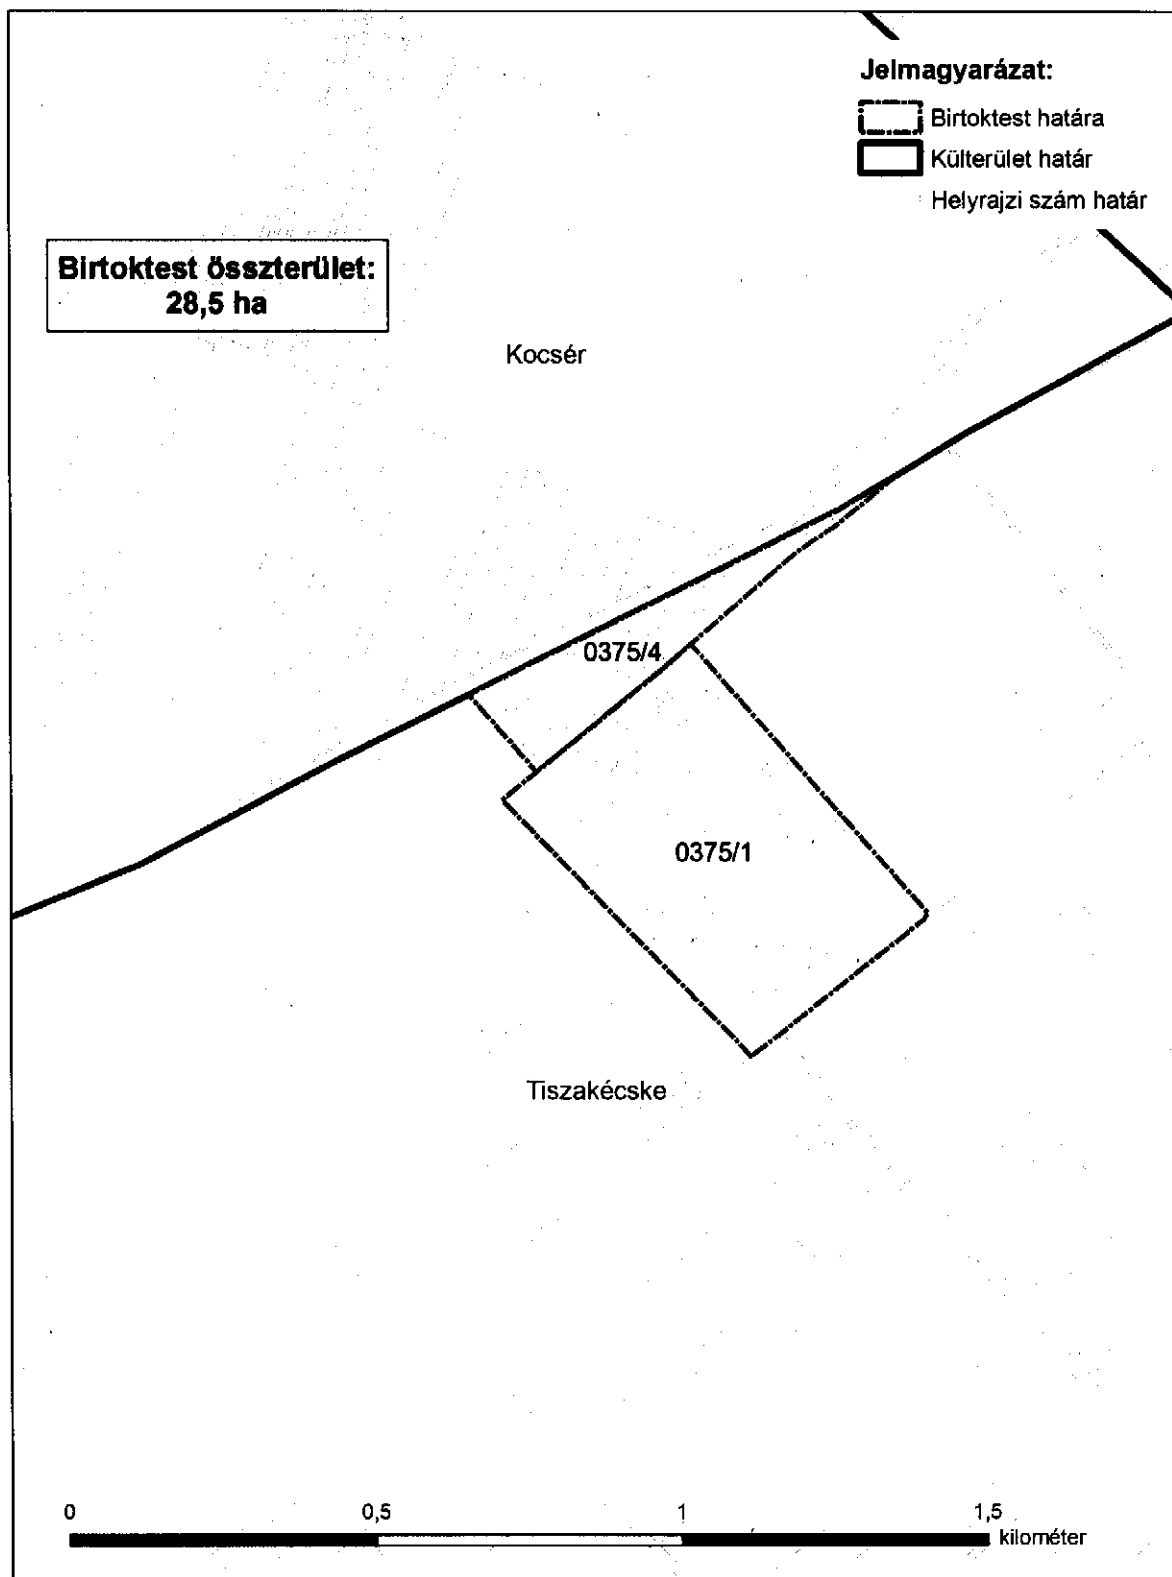 Jelmagyarázat:
Birtoktest határa
Külterület határ
Helyrajzi szám határ
Birtoktest összterület:
28,5 ha
Kocsér
0375/4
0375/1
Tiszakécske
0
0,5
1
1,5
kilométer